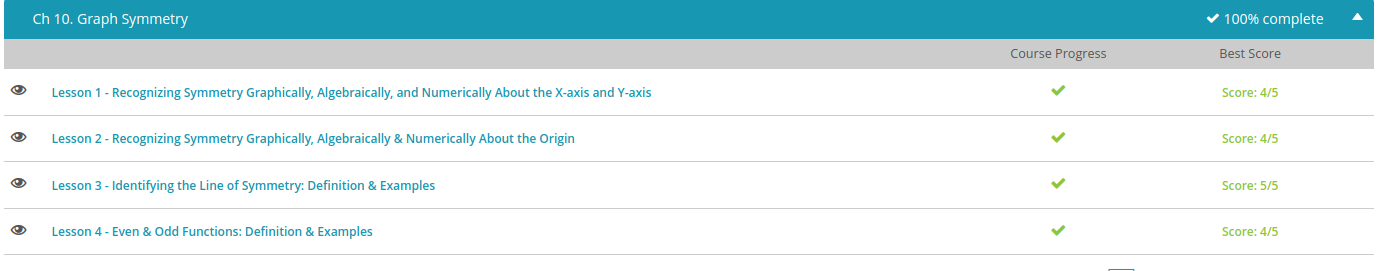 Ch 10. Graph Symmetry 100% complete
Course Progress Best Score
Lesson 1 - Recognizing Symmetry Graphically, Algebraically, and Numerically About the X-axis and Y-axis Score: 4/5
Lesson 2 - Recognizing Symmetry Graphically, Algebraically & Numerically About the Origin Score: 4/5
Lesson 3 - Identifying the Line of Symmetry: Definition & Examples Score: 5/5
Lesson 4 - Even & Odd Functions: Definition & Examples Score: 4/5